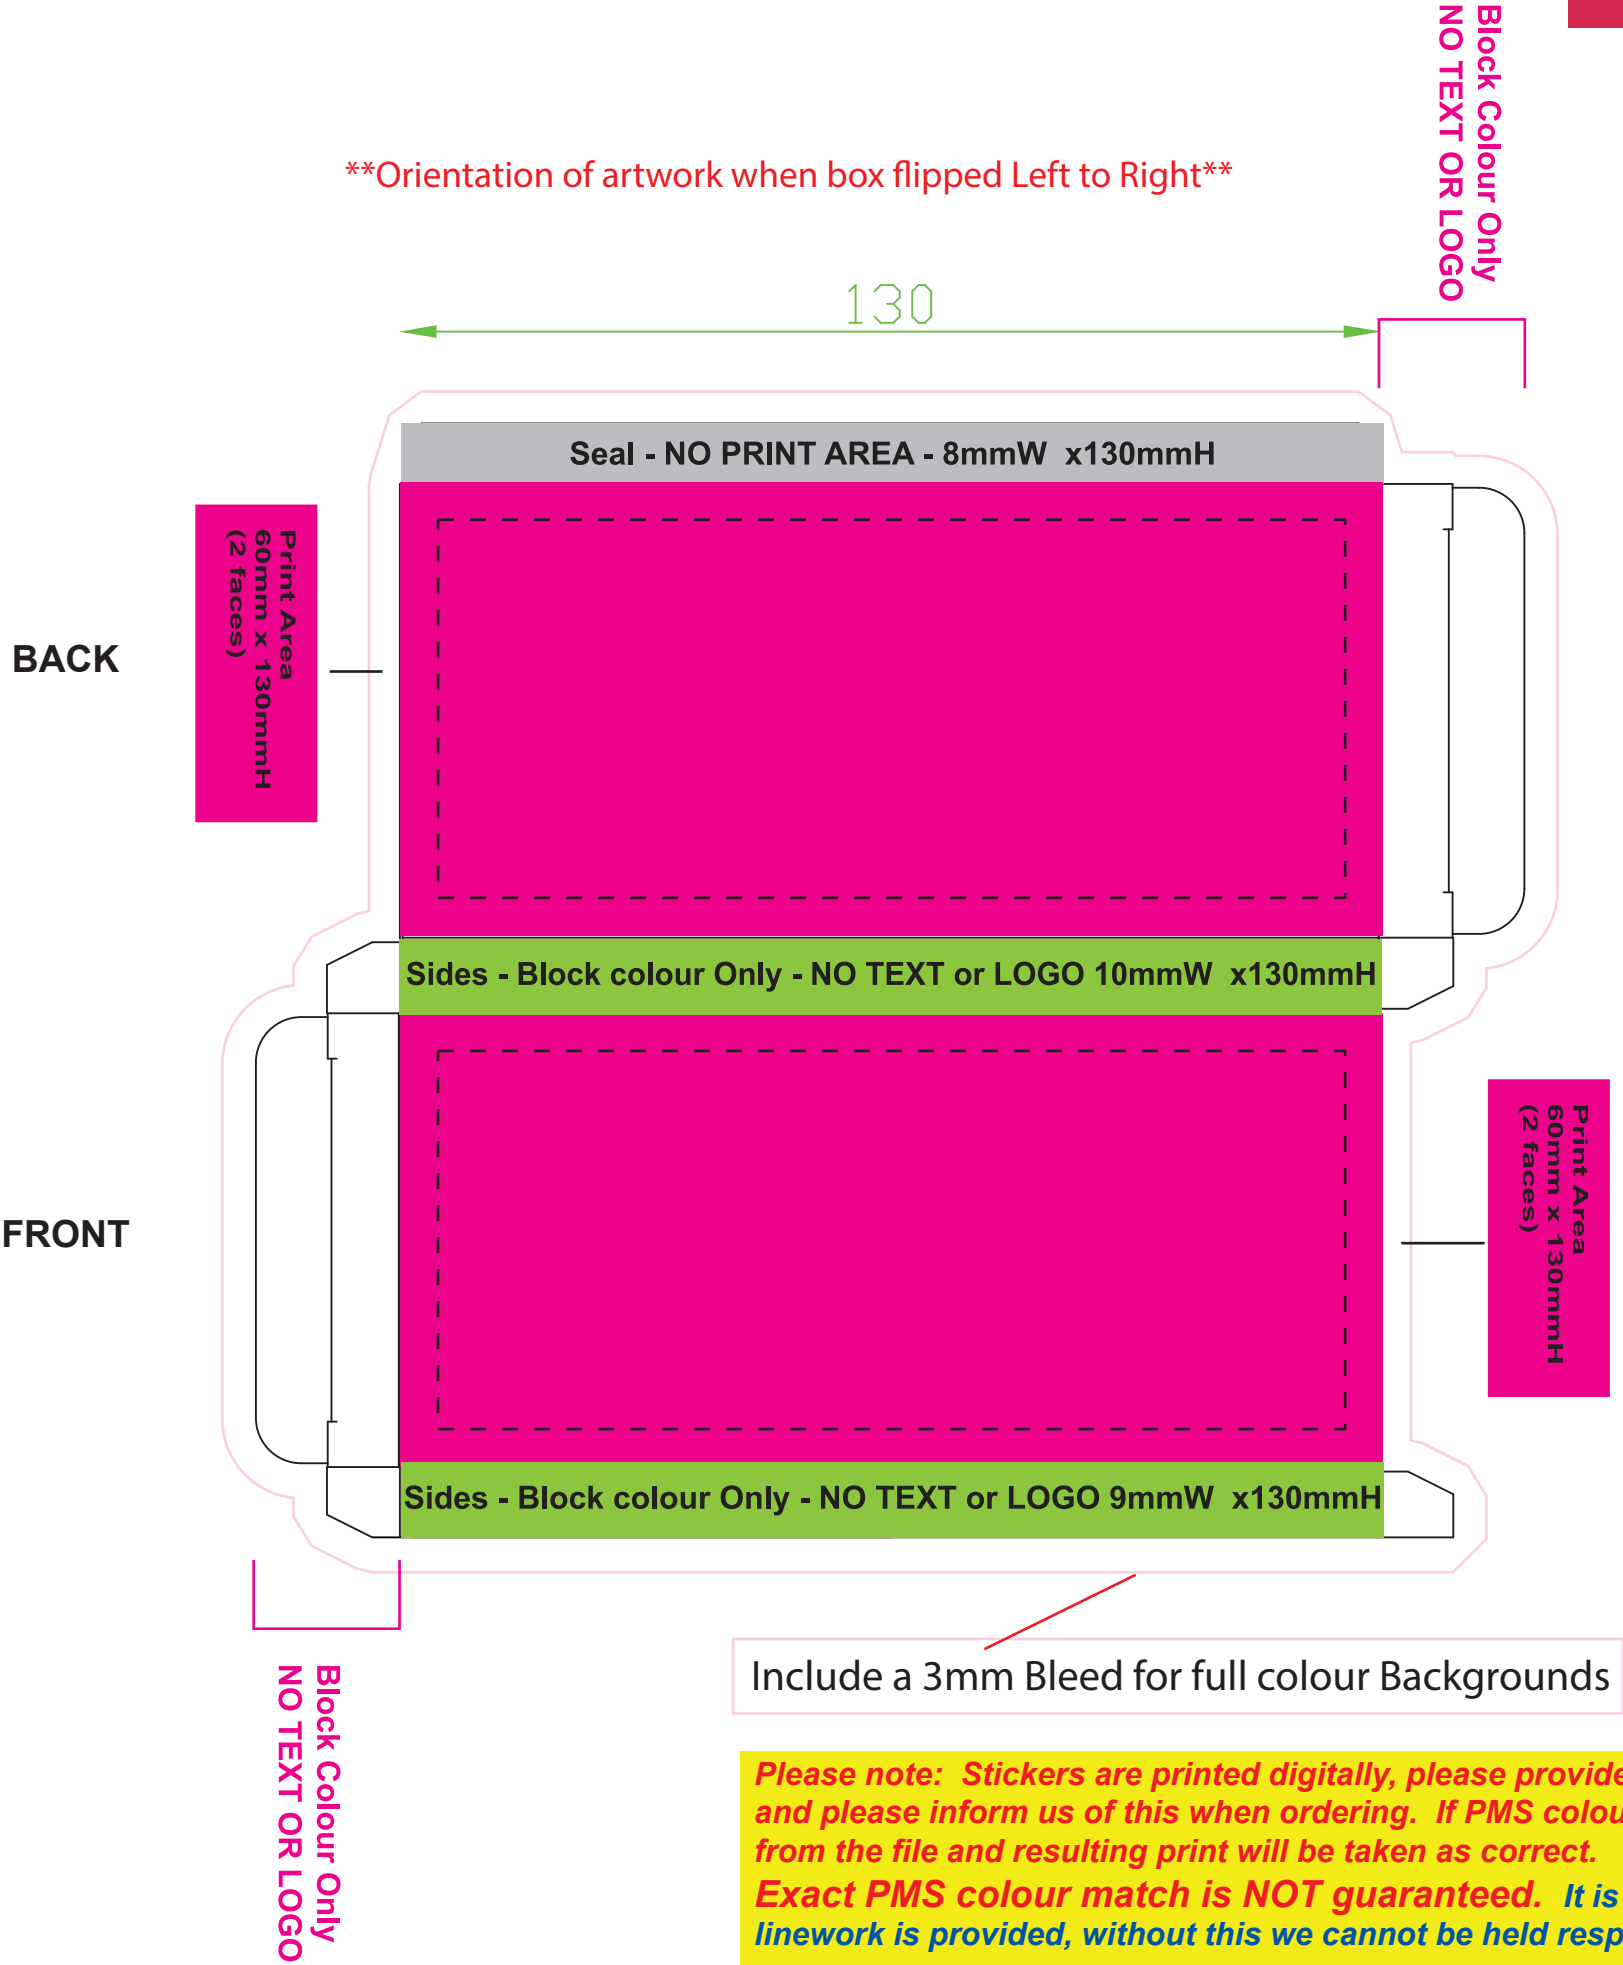 Block Colour Only
NO TEXT OR LOGO
**Orientation of artwork when box flipped Left to Right**
130
Seal - NO PRINT AREA - 8mmW  x130mmH
Print Area
60mm x 130mmH
(2 faces)
BACK
Sides - Block colour Only - NO TEXT or LOGO 10mmW  x130mmH
FRONT
Print Area
60mm x 130mmH
(2 faces)
Sides - Block colour Only - NO TEXT or LOGO 9mmW  x130mmH
Include a 3mm Bleed for full colour Backgrounds
Block Colour Only
NO TEXT OR LOGO
Please note:  Stickers are printed digitally, please provide
and please inform us of this when ordering.  If PMS colou
from the file and resulting print will be taken as correct.
Exact PMS colour match is NOT guaranteed.  It is
linework is provided, without this we cannot be held resp